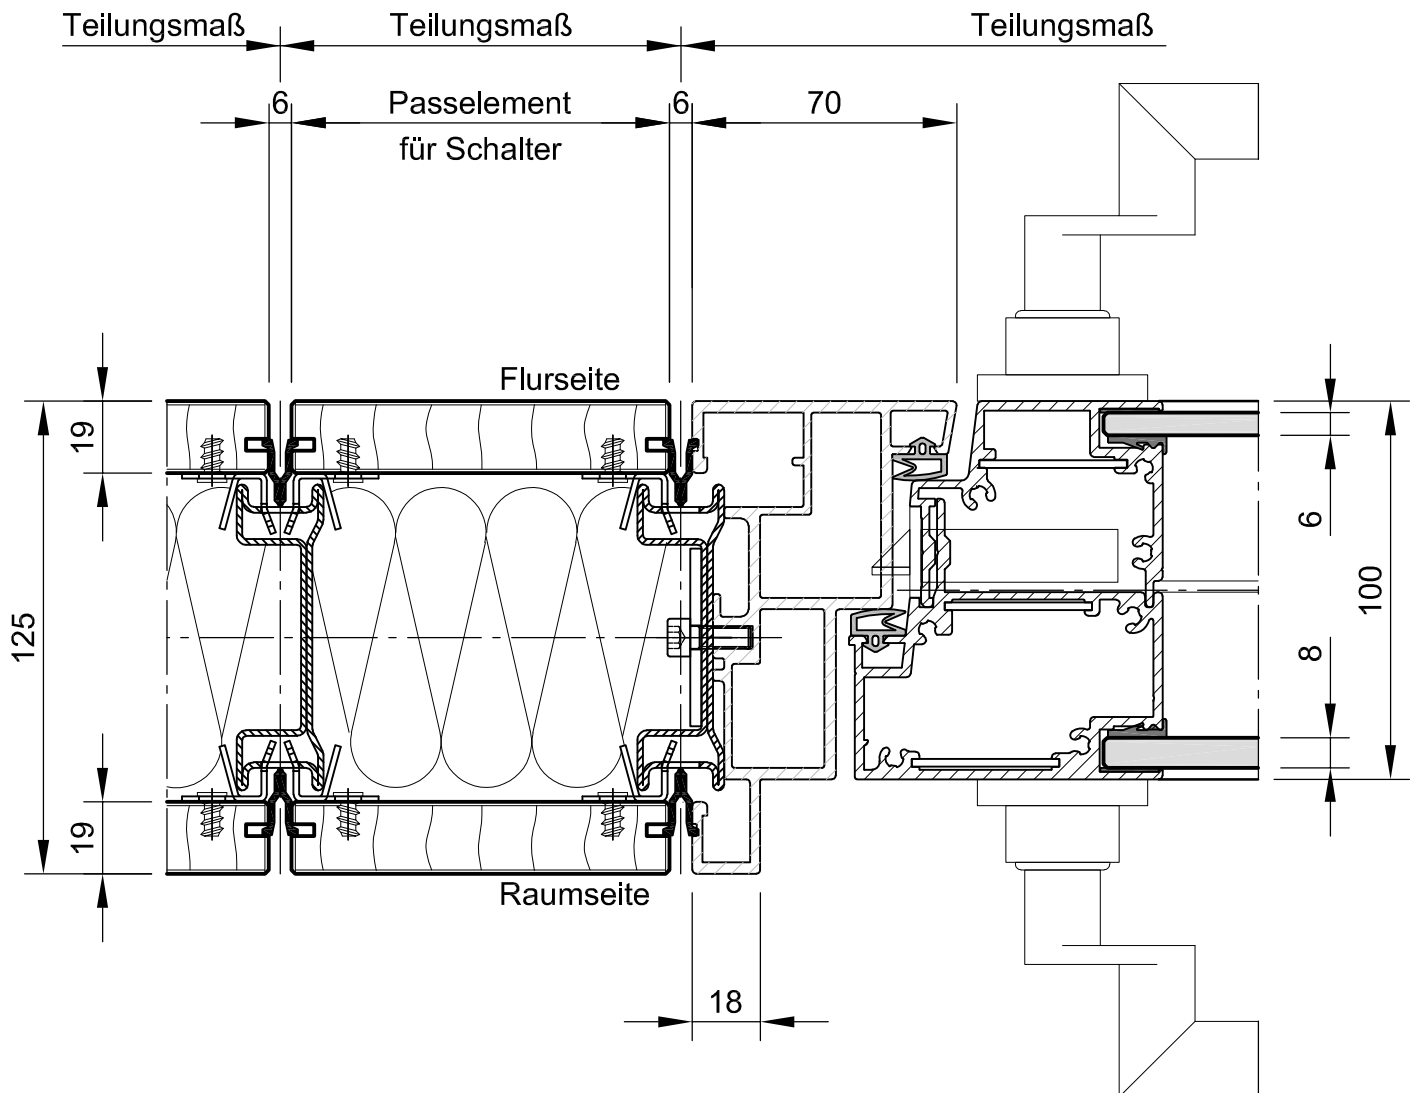 Teilungsmaß Teilungsmaß Teilungsmaß
6 Passelement 6 70
für Schalter
Flurseite
19
6
125
100
8
19
Raumseite
18